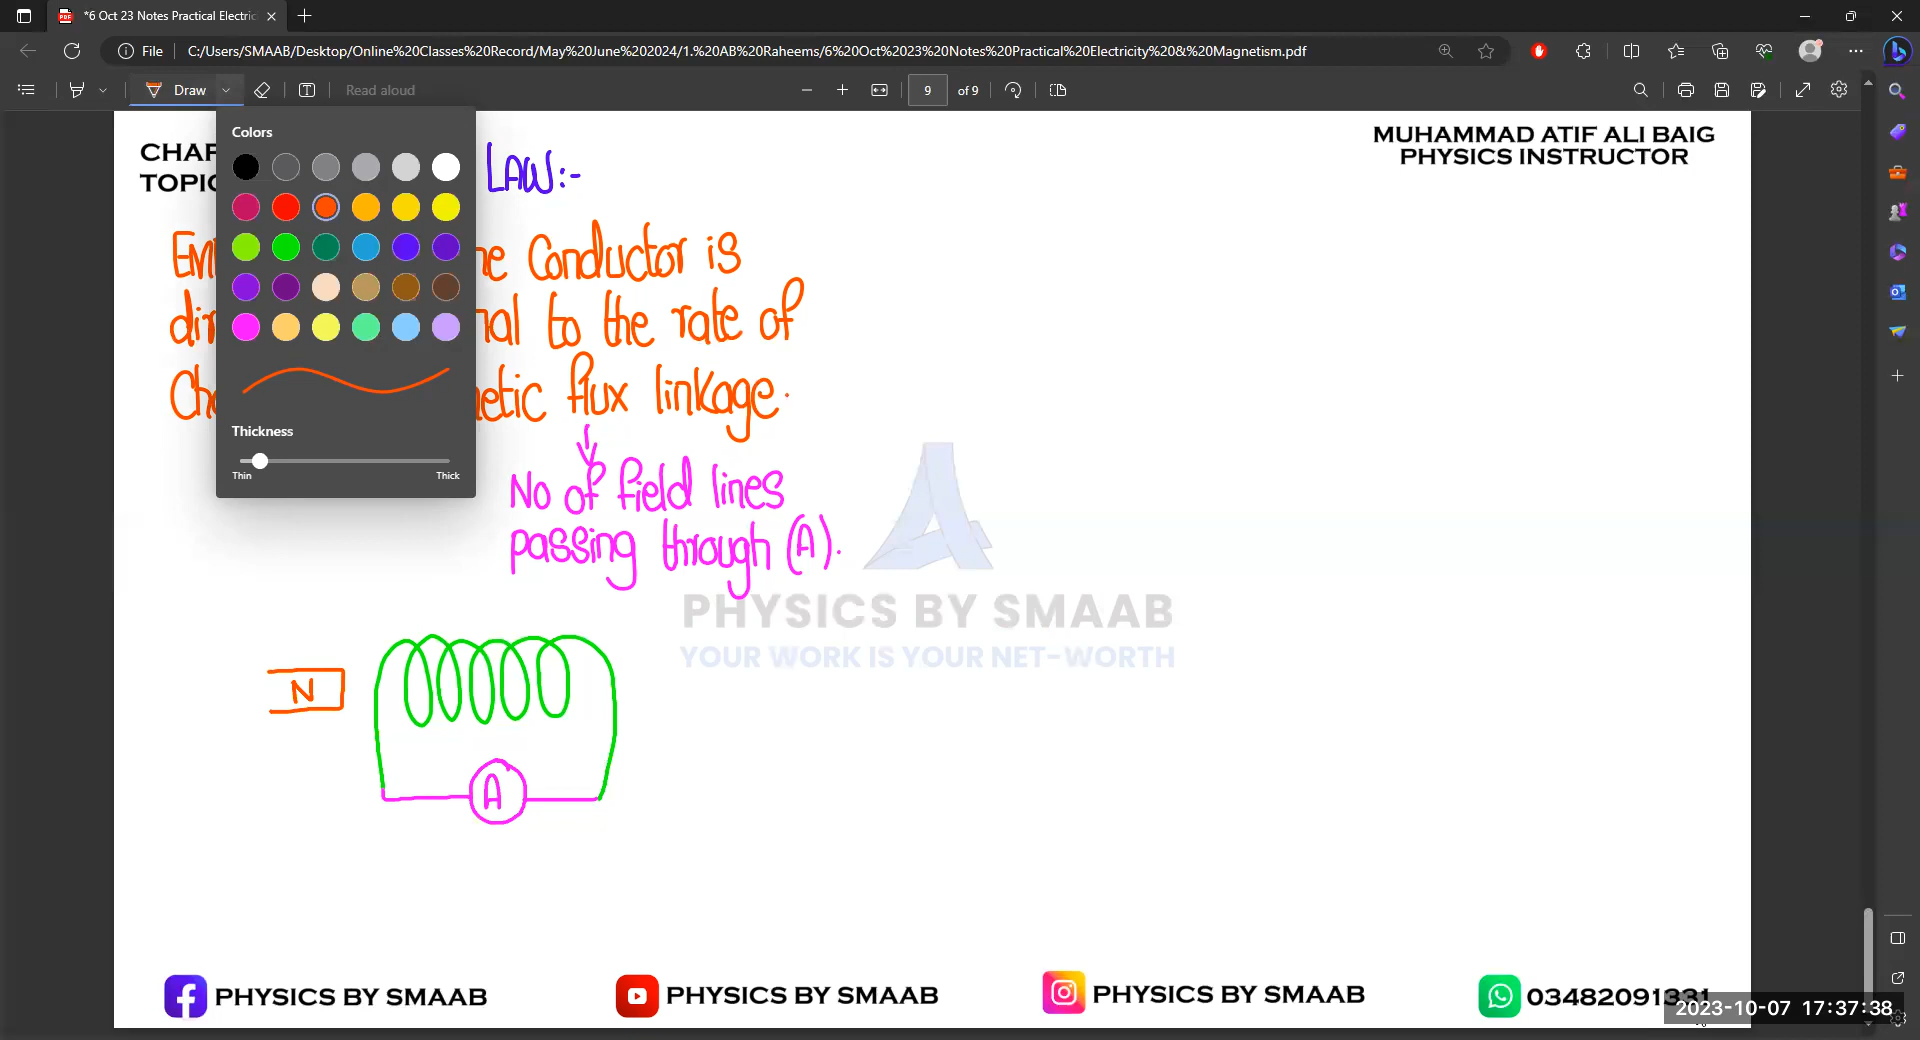 *6 Oct 23 Notes Practical Electric
File
C:/Users/SMAAB/Desktop/Online%20Classes%20Record/May%20June%202024/1.%20AB%20Raheems/6%20Oct%2023%20Notes%20Practical%20Electricity%20&%20Magnetism.pdf
Draw
Read aloud
9
of 9
MUHAMMAD ATIF ALI BAIG
PHYSICS INSTRUCTOR
CHAP
TOPIC
LAW:-
Colors
Thickness
Thin
Thick
Conductor is
to the rate of
flux linkage.
No of field lines
passing through (A).
N
A
PHYSICS BY SMAAB
YOUR WORK IS YOUR NET-WORTH
PHYSICS BY SMAAB
PHYSICS BY SMAAB
PHYSICS BY SMAAB
03482091331
2023-10-07 17:37:38